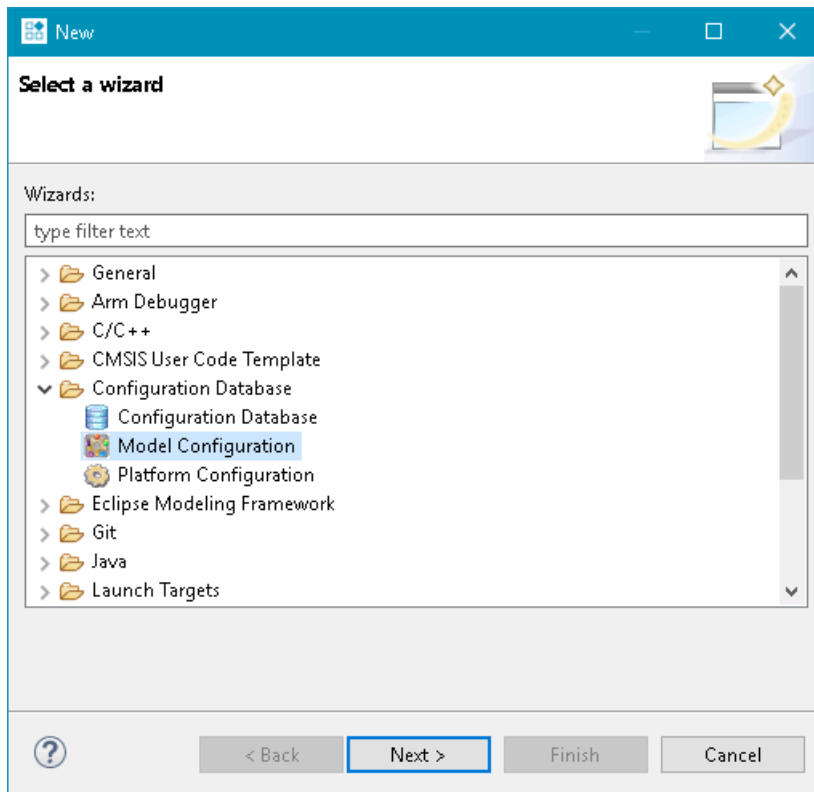 New
Select a wizard
Wizards:
type filter text
General
Arm Debugger
C/C++
CMSIS User Code Template
Configuration Database
Configuration Database
Model Configuration
Platform Configuration
Eclipse Modeling Framework
Git
Java
Launch Targets
? < Back Next > Finish Cancel